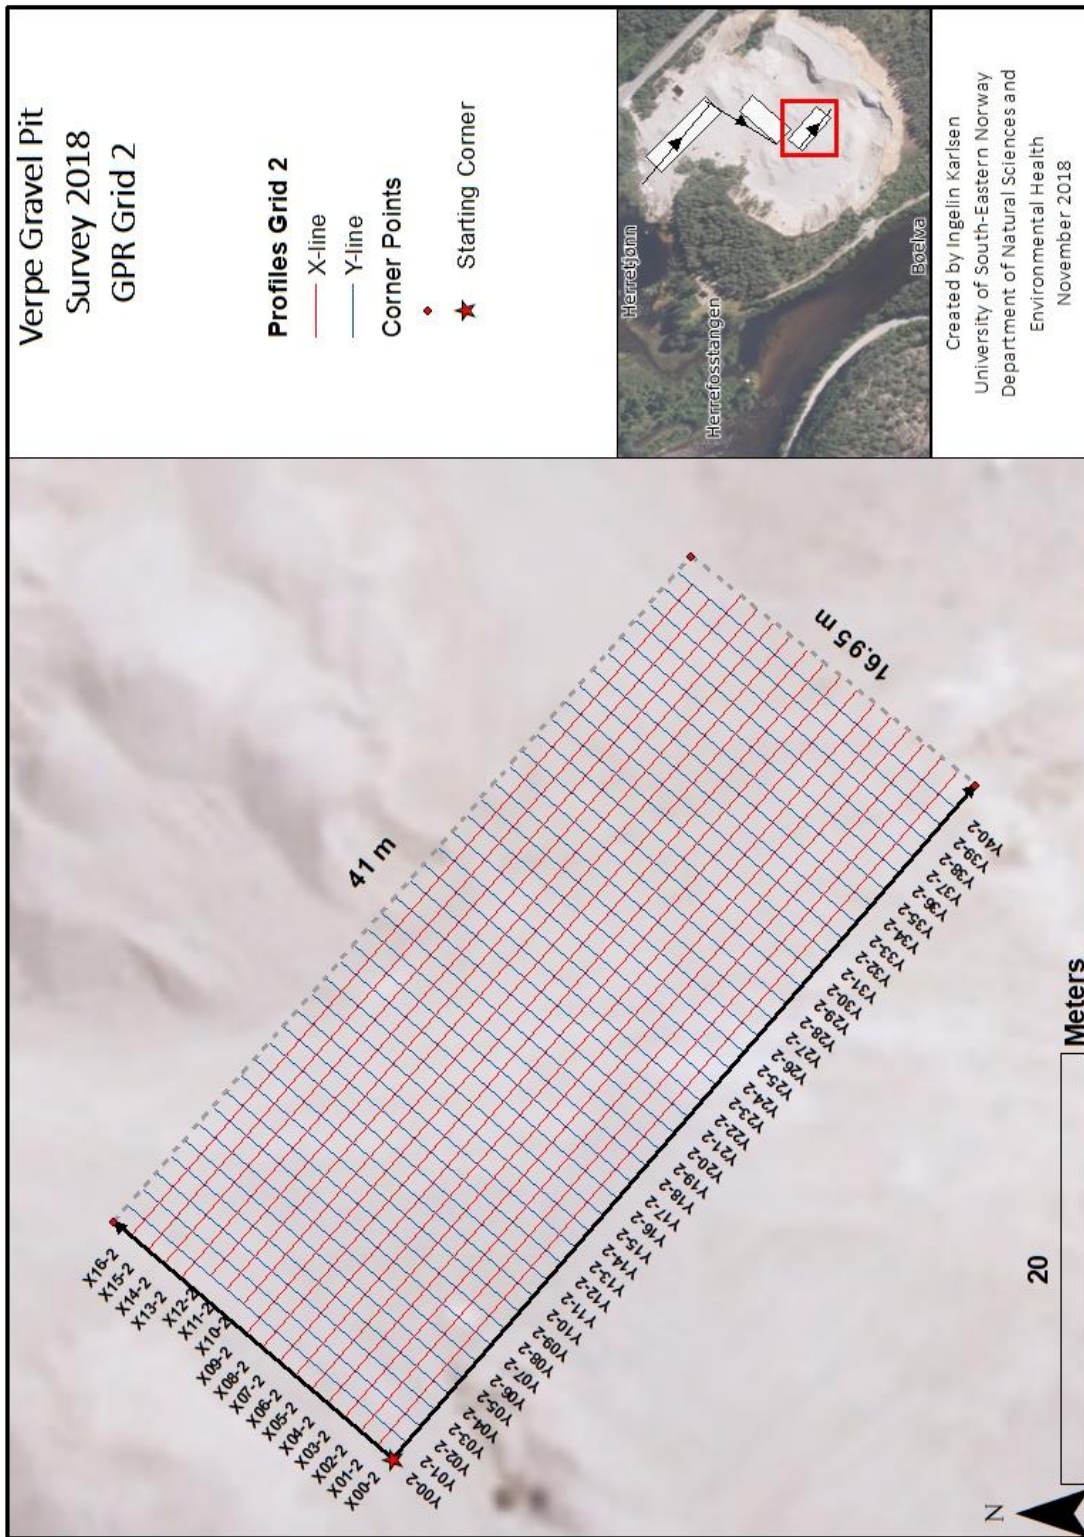 Verpe Gravel Pit
Survey 2018
GPR Grid 2
Profiles Grid 2
X-line
Y-line
Corner Points
Starting Corner
Herretjønn
Herrefosstangen
Bøelva
Created by Ingelin Karlsen
University of South-Eastern Norway
Department of Natural Sciences and
Environmental Health
November 2018
41 m
16.95 m
X16-2
X15-2
X14-2
X13-2
X12-2
X11-2
X10-2
X09-2
X08-2
X07-2
X06-2
X05-2
X04-2
X03-2
X02-2
X01-2
X00-2
Y00-2
Y01-2
Y02-2
Y03-2
Y04-2
Y05-2
Y06-2
Y07-2
Y08-2
Y09-2
Y10-2
Y11-2
Y12-2
Y13-2
Y14-2
Y15-2
Y16-2
Y17-2
Y18-2
Y19-2
Y20-2
Y21-2
Y22-2
Y23-2
Y24-2
Y25-2
Y26-2
Y27-2
Y28-2
Y29-2
Y30-2
Y31-2
Y32-2
Y33-2
Y34-2
Y35-2
Y36-2
Y37-2
Y38-2
Y39-2
Y40-2
N
20
Meters